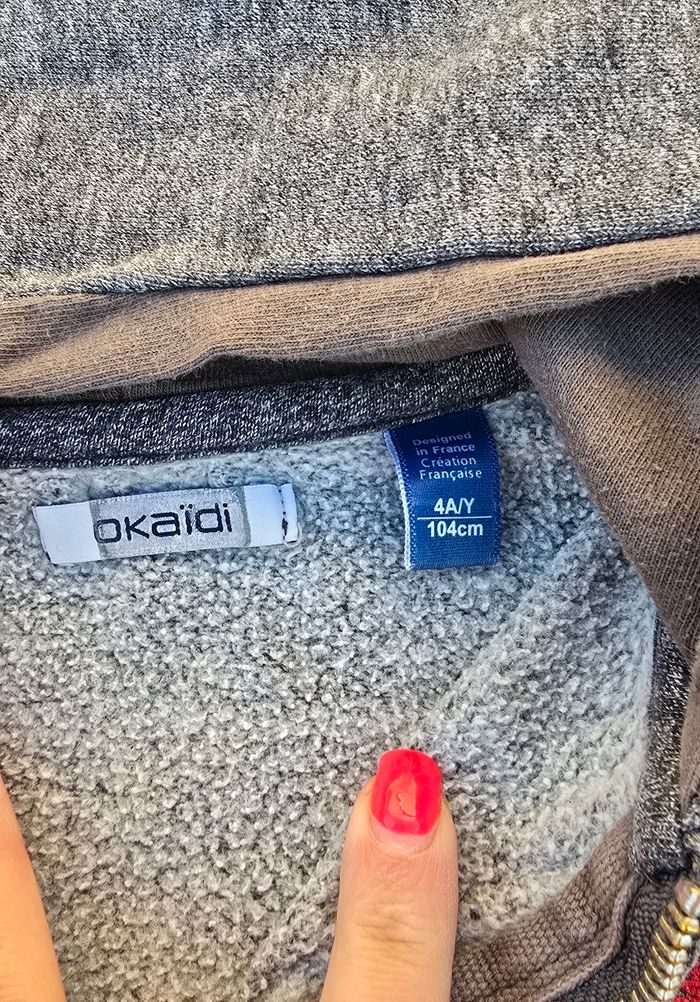 okaïdi
Designed
in France
Création
Française
4A/Y
104cm